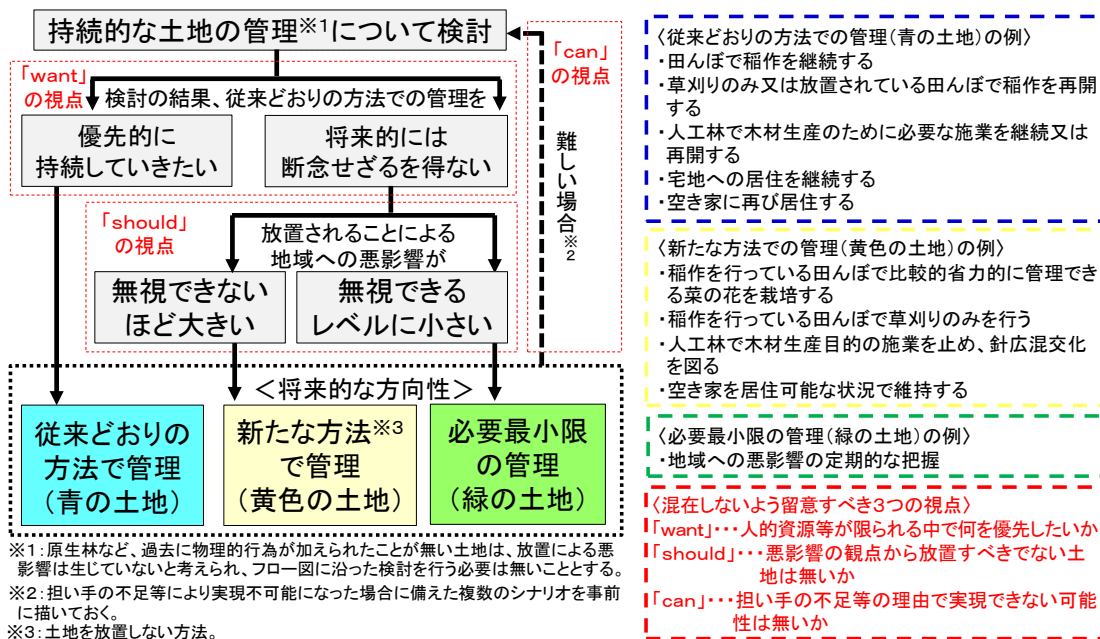 持続的な土地の管理※1について検討
「want」
の視点
検討の結果、従来どおりの方法での管理を
優先的に
持続していきたい
将来的には
断念せざるを得ない
「can」
の視点
難しい場合※2
「should」
の視点
放置されることによる
地域への悪影響が
無視できない
ほど大きい
無視できる
レベルに小さい
＜将来的な方向性＞
従来どおりの
方法で管理
（青の土地）
新たな方法※3
で管理
（黄色の土地）
必要最小限
の管理
（緑の土地）
※1：原生林など、過去に物理的行為が加えられたことが無い土地は、放置による悪
影響は生じていないと考えられ、フロー図に沿った検討を行う必要は無いこととする。
※2：担い手の不足等により実現不可能になった場合に備えた複数のシナリオを事前
に描いておく。
※3：土地を放置しない方法。
〈従来どおりの方法での管理（青の土地）の例〉
・田んぼで稲作を継続する
・草刈りのみ又は放置されている田んぼで稲作を再開
する
・人工林で木材生産のために必要な施業を継続又は
再開する
・宅地への居住を継続する
・空き家に再び居住する
〈新たな方法での管理（黄色の土地）の例〉
・稲作を行っている田んぼで比較的省力的に管理でき
る菜の花を栽培する
・稲作を行っている田んぼで草刈りのみを行う
・人工林で木材生産目的の施業を止め、針広混交化
を図る
・空き家を居住可能な状況で維持する
〈必要最小限の管理（緑の土地）の例〉
・地域への悪影響の定期的な把握
〈混在しないよう留意すべき3つの視点〉
「want」・・・人的資源等が限られる中で何を優先したいか
「should」・・・悪影響の観点から放置すべきでない土
地は無いか
「can」・・・担い手の不足等の理由で実現できない可能
性は無いか